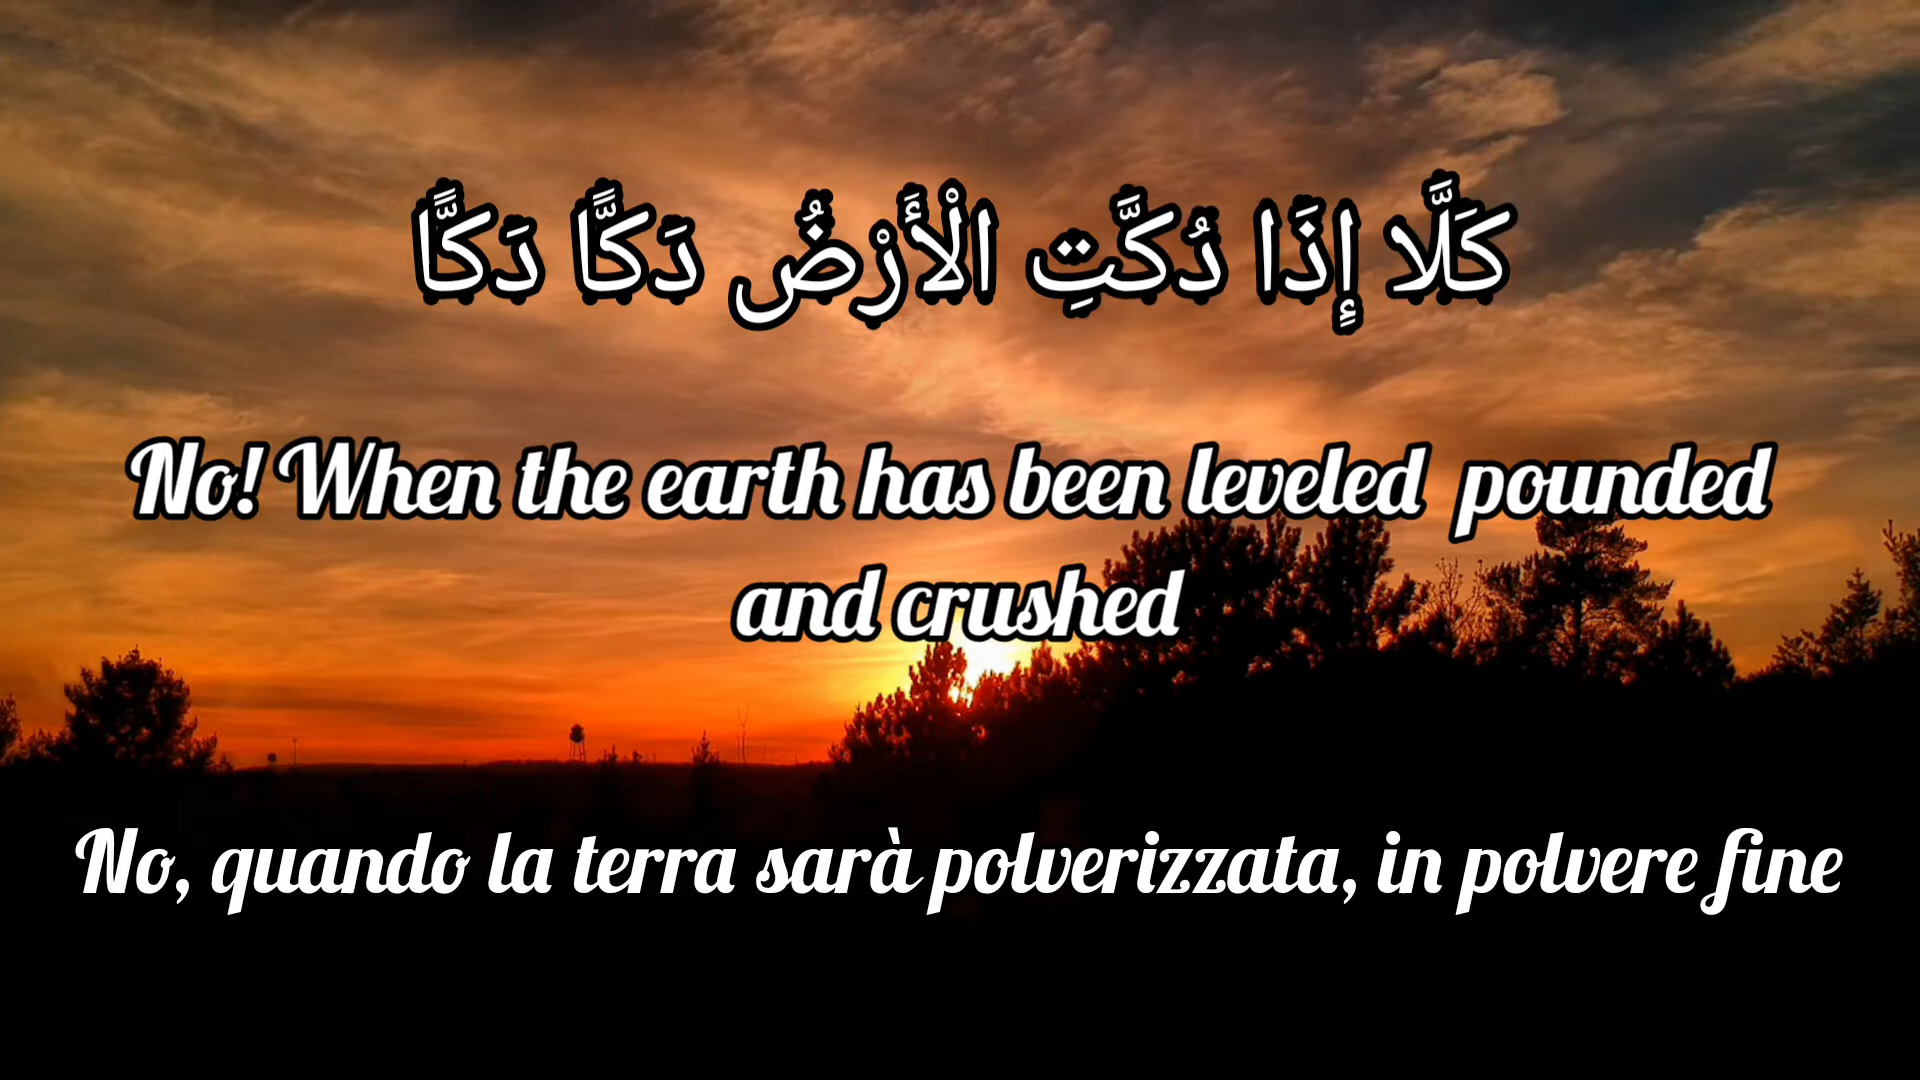 كَلَّا إِذَا دُكَّتِ الْأَرْضُ دَكًّا دَكًّا
No! When the earth has been leveled pounded
and crushed
No, quando la terra sarà polverizzata, in polvere fine